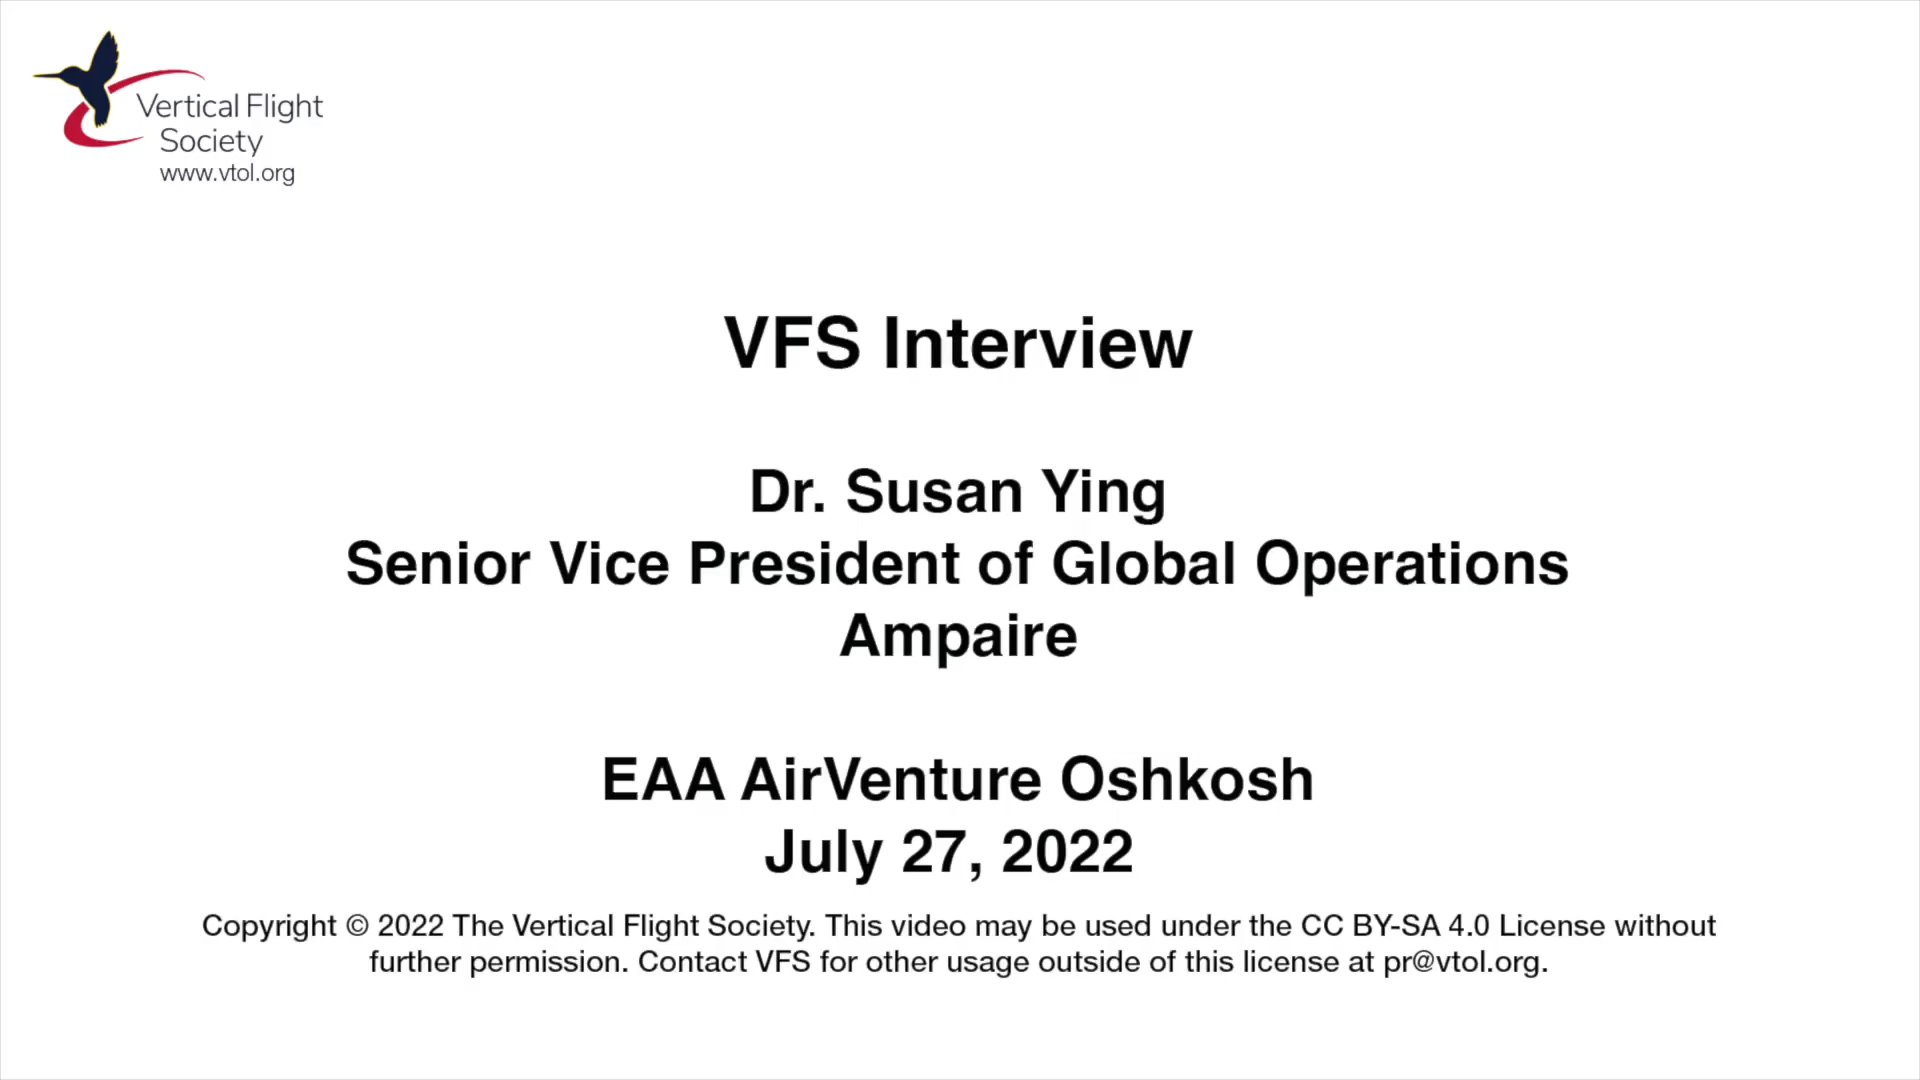 Vertical Flight
Society
www.vtol.org
VFS Interview
Dr. Susan Ying
Senior Vice President of Global Operations
Ampaire
EAA AirVenture Oshkosh
July 27, 2022
Copyright © 2022 The Vertical Flight Society. This video may be used under the CC BY-SA 4.0 License without
further permission. Contact VFS for other usage outside of this license at pr@vtol.org.